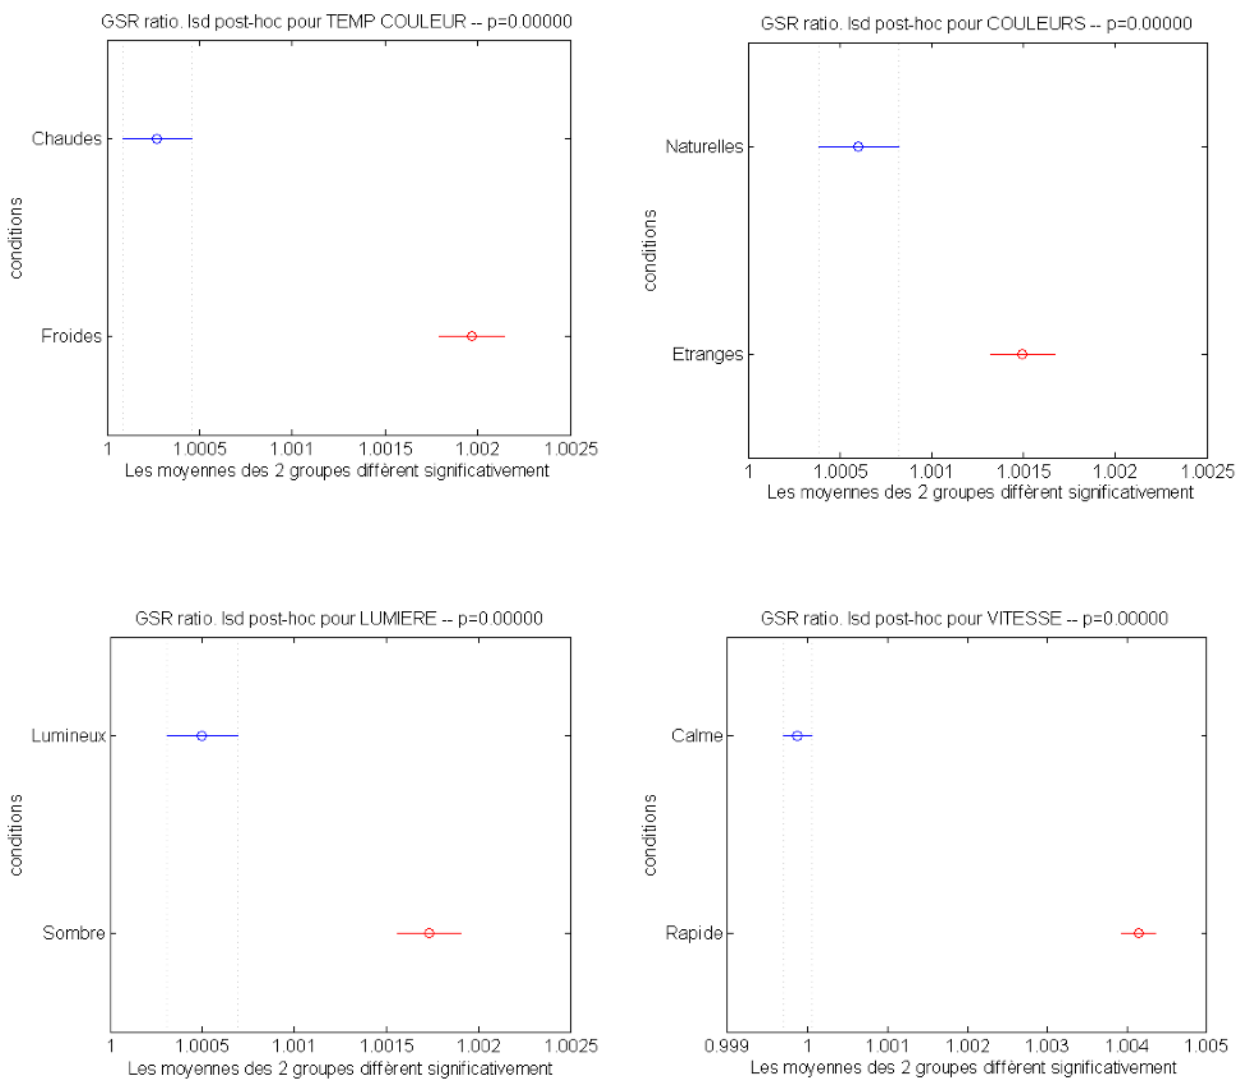 GSR ratio. lsd post-hoc pour TEMP COULEUR -- p=0.00000
Chaudes
Froides
conditions
1 1.0005 1.001 1.0015 1.002 1.0025
Les moyennes des 2 groupes diffèrent significativement
GSR ratio. lsd post-hoc pour COULEURS -- p=0.00000
Naturelles
Etranges
conditions
1 1.0005 1.001 1.0015 1.002 1.0025
Les moyennes des 2 groupes diffèrent significativement
GSR ratio. lsd post-hoc pour LUMIERE -- p=0.00000
Lumineux
Sombre
conditions
1 1.0005 1.001 1.0015 1.002 1.0025
Les moyennes des 2 groupes diffèrent significativement
GSR ratio. lsd post-hoc pour VITESSE -- p=0.00000
Calme
Rapide
conditions
0.999 1 1.001 1.002 1.003 1.004 1.005
Les moyennes des 2 groupes diffèrent significativement